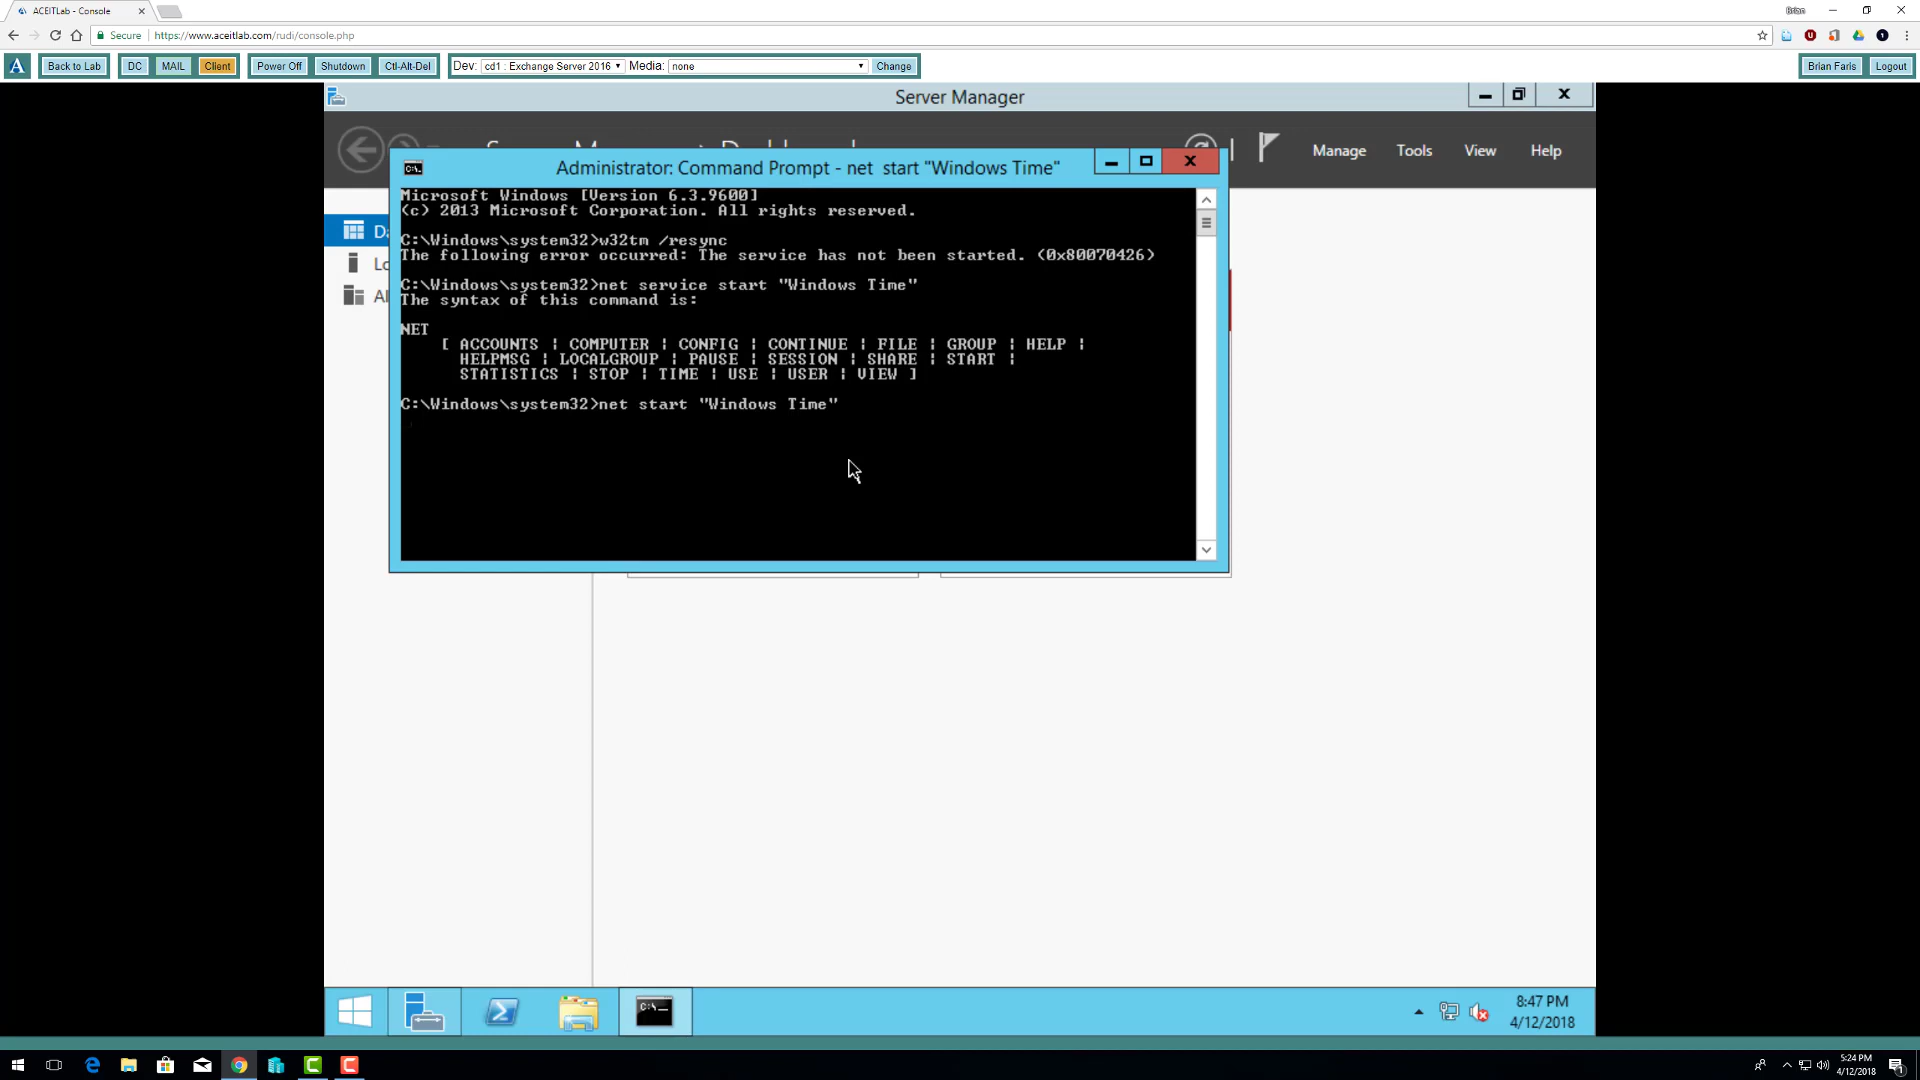 ACEITLab - Console
Brian
Secure https://www.aceitlab.com/rudi/console.php
Back to Lab DC MAIL Client Power Off Shutdown Ctl-Alt-Del Dev: cd1 : Exchange Server 2016 Media: none Change Brian Faris Logout
Server Manager
Manage Tools View Help
Administrator: Command Prompt - net start "Windows Time"
Microsoft Windows [Version 6.3.9600]
(c) 2013 Microsoft Corporation. All rights reserved.
C:\Windows\system32>w32tm /resync
The following error occurred: The service has not been started. (0x80070426)
C:\Windows\system32>net service start "Windows Time"
The syntax of this command is:
NET
[ ACCOUNTS | COMPUTER | CONFIG | CONTINUE | FILE | GROUP | HELP |
HELPMSG | LOCALGROUP | PAUSE | SESSION | SHARE | START |
STATISTICS | STOP | TIME | USE | USER | VIEW ]
C:\Windows\system32>net start "Windows Time"
8:47 PM
4/12/2018
5:24 PM
4/12/2018